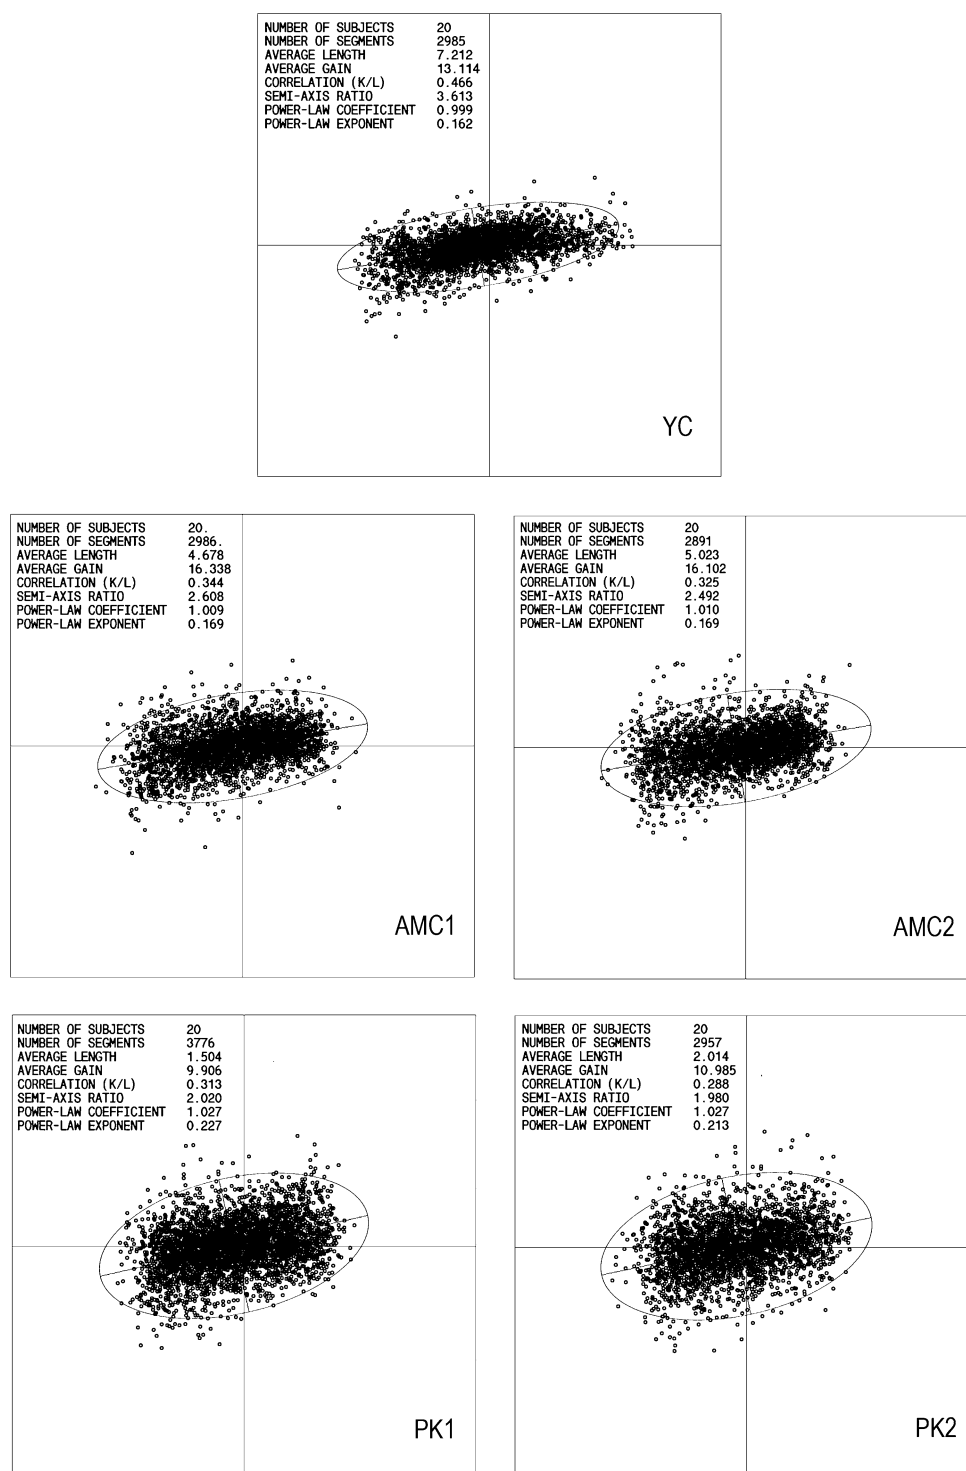 NUMBER OF SUBJECTS 20
NUMBER OF SEGMENTS 2985
AVERAGE LENGTH 7.212
AVERAGE GAIN 13.114
CORRELATION (K/L) 0.466
SEMI-AXIS RATIO 3.613
POWER-LAW COEFFICIENT 0.999
POWER-LAW EXPONENT 0.162
YC
NUMBER OF SUBJECTS 20.
NUMBER OF SEGMENTS 2986.
AVERAGE LENGTH 4.678
AVERAGE GAIN 16.338
CORRELATION (K/L) 0.344
SEMI-AXIS RATIO 2.608
POWER-LAW COEFFICIENT 1.009
POWER-LAW EXPONENT 0.169
AMC1
NUMBER OF SUBJECTS 20
NUMBER OF SEGMENTS 2891
AVERAGE LENGTH 5.023
AVERAGE GAIN 16.102
CORRELATION (K/L) 0.325
SEMI-AXIS RATIO 2.492
POWER-LAW COEFFICIENT 1.010
POWER-LAW EXPONENT 0.169
AMC2
NUMBER OF SUBJECTS 20
NUMBER OF SEGMENTS 3776
AVERAGE LENGTH 1.504
AVERAGE GAIN 9.906
CORRELATION (K/L) 0.313
SEMI-AXIS RATIO 2.020
POWER-LAW COEFFICIENT 1.027
POWER-LAW EXPONENT 0.227
PK1
NUMBER OF SUBJECTS 20
NUMBER OF SEGMENTS 2957
AVERAGE LENGTH 2.014
AVERAGE GAIN 10.985
CORRELATION (K/L) 0.288
SEMI-AXIS RATIO 1.980
POWER-LAW COEFFICIENT 1.027
POWER-LAW EXPONENT 0.213
PK2